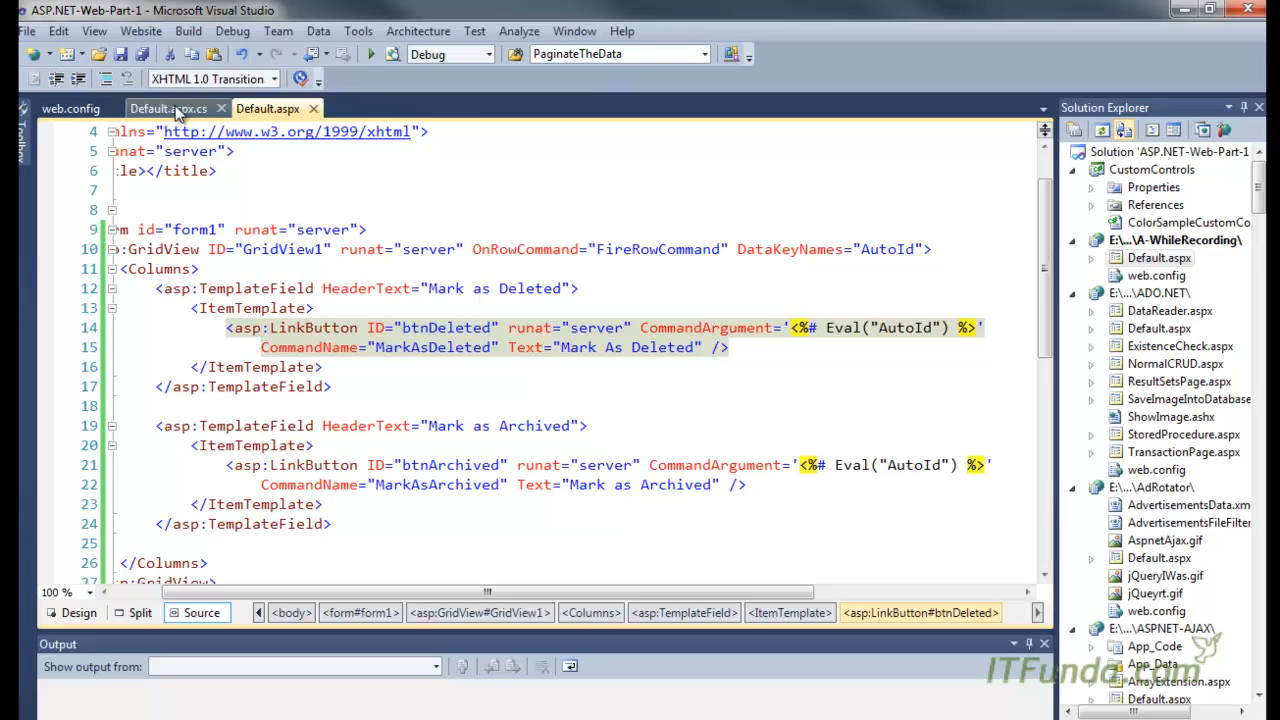 ASP.NET-Web-Part-1 - Microsoft Visual Studio
File Edit View Website Build Debug Team Data Tools Architecture Test Analyze Window Help
Debug PaginateTheData
XHTML 1.0 Transition
web.config Default.aspx.cs Default.aspx
Solution Explorer
Toolbox
4 lns="http://www.w3.org/1999/xhtml">
5 nat="server">
6 le></title>
7
8
9 m id="form1" runat="server">
10 p:GridView ID="GridView1" runat="server" OnRowCommand="FireRowCommand" DataKeyNames="AutoId">
11 <Columns>
12 <asp:TemplateField HeaderText="Mark as Deleted">
13 <ItemTemplate>
14 <asp:LinkButton ID="btnDeleted" runat="server" CommandArgument='<%# Eval("AutoId") %>'
15 CommandName="MarkAsDeleted" Text="Mark As Deleted" />
16 </ItemTemplate>
17 </asp:TemplateField>
18
19 <asp:TemplateField HeaderText="Mark as Archived">
20 <ItemTemplate>
21 <asp:LinkButton ID="btnArchived" runat="server" CommandArgument='<%# Eval("AutoId") %>'
22 CommandName="MarkAsArchived" Text="Mark as Archived" />
23 </ItemTemplate>
24 </asp:TemplateField>
25
26 </Columns>
27 p:GridView>
100 %
Design Split Source <body> <form#form1> <asp:GridView#GridView1> <Columns> <asp:TemplateField> <ItemTemplate> <asp:LinkButton#btnDeleted>
Output
Show output from:
Solution 'ASP.NET-Web-Part-1
CustomControls
Properties
References
ColorSampleCustomCo
E:\...\A-WhileRecording\
Default.aspx
web.config
E:\...\ADO.NET\
DataReader.aspx
Default.aspx
ExistenceCheck.aspx
NormalCRUD.aspx
ResultSetsPage.aspx
SaveImageIntoDatabase
ShowImage.ashx
StoredProcedure.aspx
TransactionPage.aspx
web.config
E:\...\AdRotator\
AdvertisementsData.xm
AdvertisementsFileFilter
AspnetAjax.gif
Default.aspx
jQueryIWas.gif
jQueyrt.gif
web.config
E:\...\ASPNET-AJAX\
App_Code
App_Data
ArrayExtension.aspx
Default.aspx
ITFunda.com